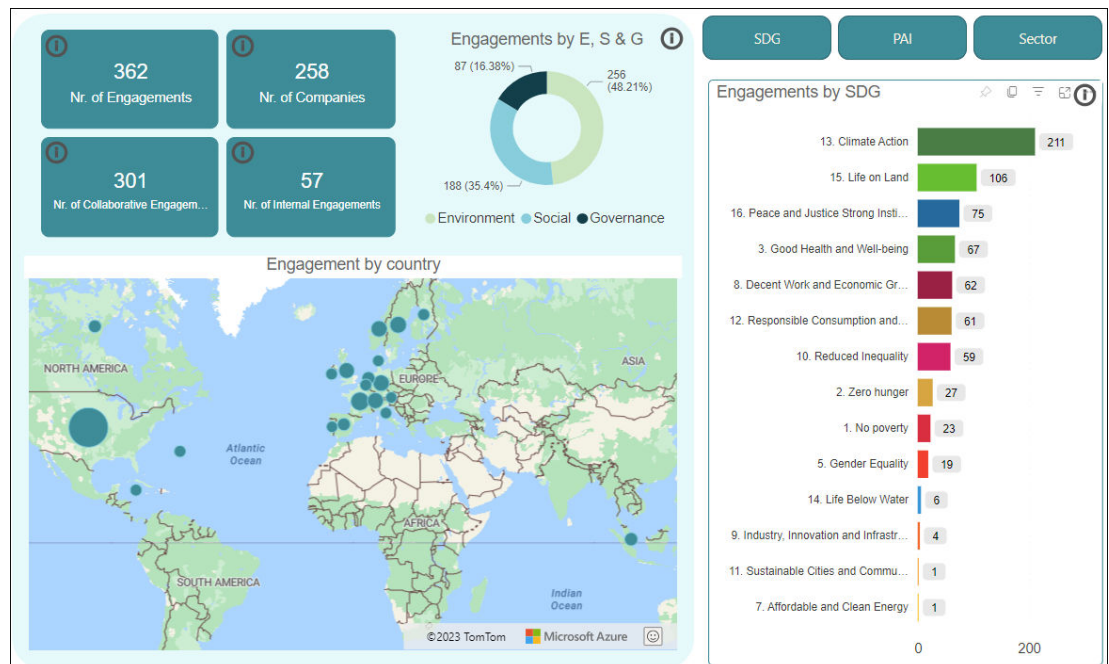 362
Nr. of Engagements
258
Nr. of Companies
301
Nr. of Collaborative Engagem...
57
Nr. of Internal Engagements
Engagements by E, S & G
87 (16.38%)
256
(48.21%)
188 (35.4%)
Environment Social Governance
SDG
PAI
Sector
Engagement by country
NORTH AMERICA
EUROPE
ASIA
Atlantic
Ocean
AFRICA
SOUTH AMERICA
Indian
Ocean
©2023 TomTom
Microsoft Azure
Engagements by SDG
13. Climate Action 211
15. Life on Land 106
16. Peace and Justice Strong Insti... 75
3. Good Health and Well-being 67
8. Decent Work and Economic Gr... 62
12. Responsible Consumption and... 61
10. Reduced Inequality 59
2. Zero hunger 27
1. No poverty 23
5. Gender Equality 19
14. Life Below Water 6
9. Industry, Innovation and Infrastr... 4
11. Sustainable Cities and Commu... 1
7. Affordable and Clean Energy 1
0 200